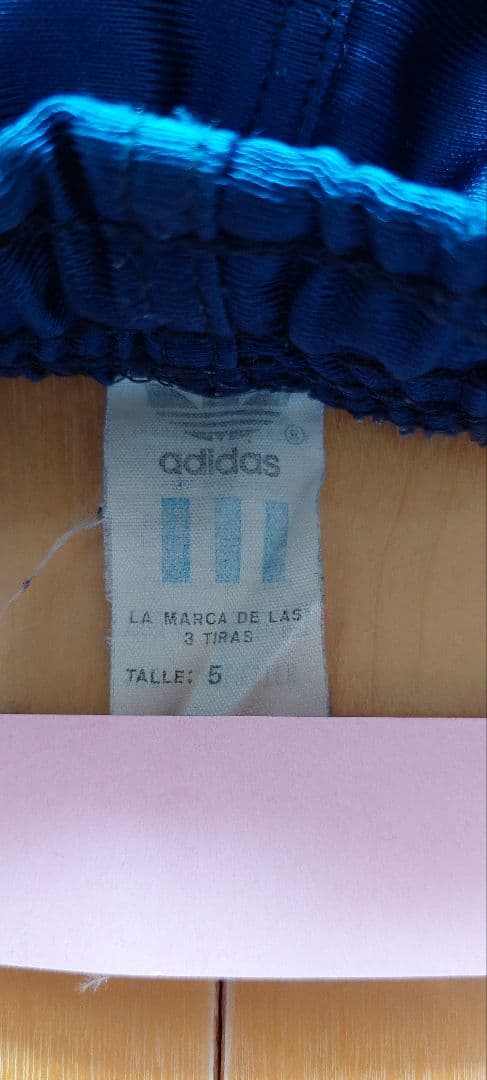 ®
adidas
LA MARCA DE LAS
3 TIRAS
TALLE: 5